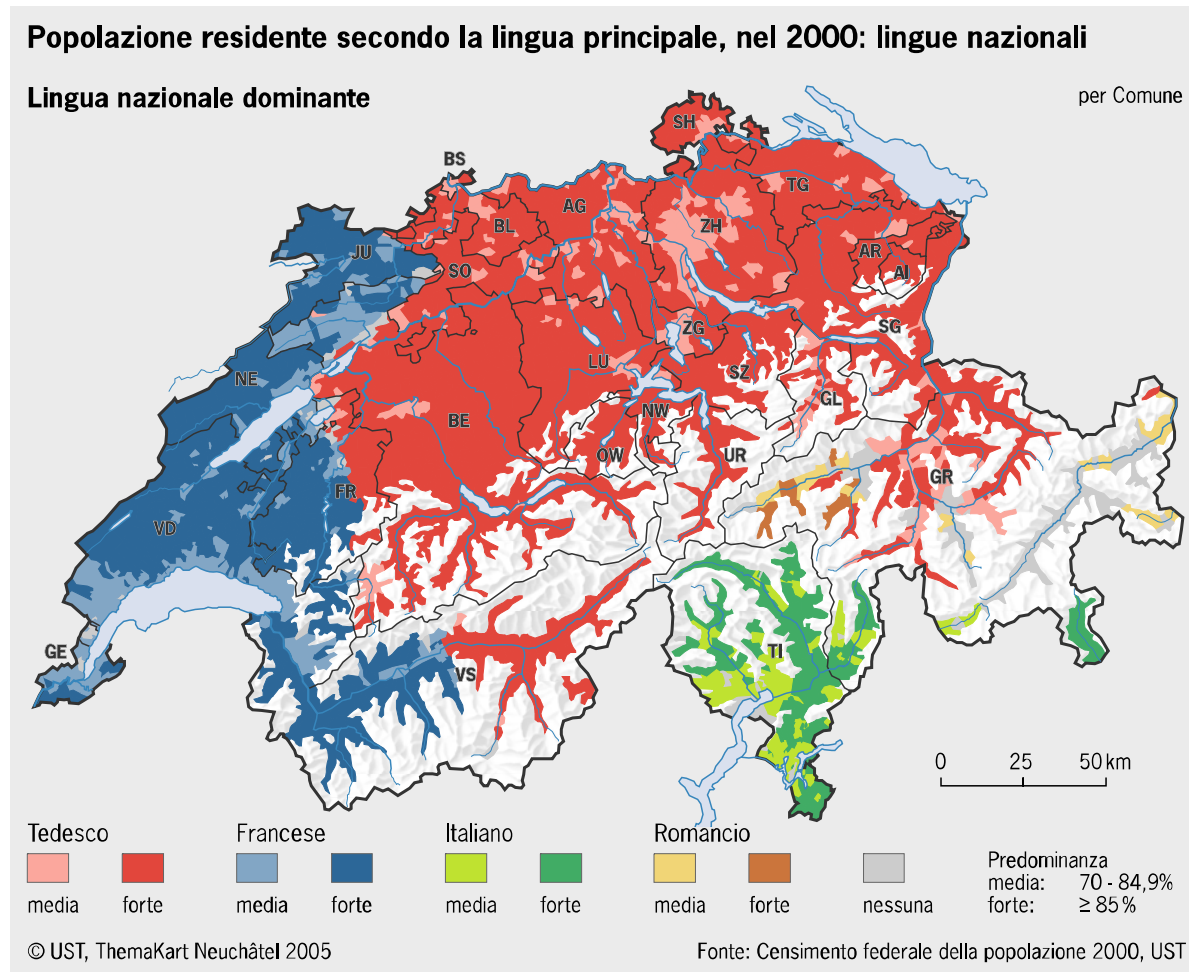 Popolazione residente secondo la lingua principale, nel 2000: lingue nazionali
Lingua nazionale dominante
per Comune
SH
BS
TG
AG
BL
ZH
JU
AR
SO
AI
SG
ZG
LU
NE
SZ
GL
NW
BE
OW
UR
GR
FR
VD
GE
TI
VS
0 25 50 km
Tedesco Francese Italiano Romancio
media forte media forte media forte media forte nessuna
Predominanza
media: 70 - 84,9%
forte: ≥ 85%
© UST, ThemaKart Neuchâtel 2005
Fonte: Censimento federale della popolazione 2000, UST